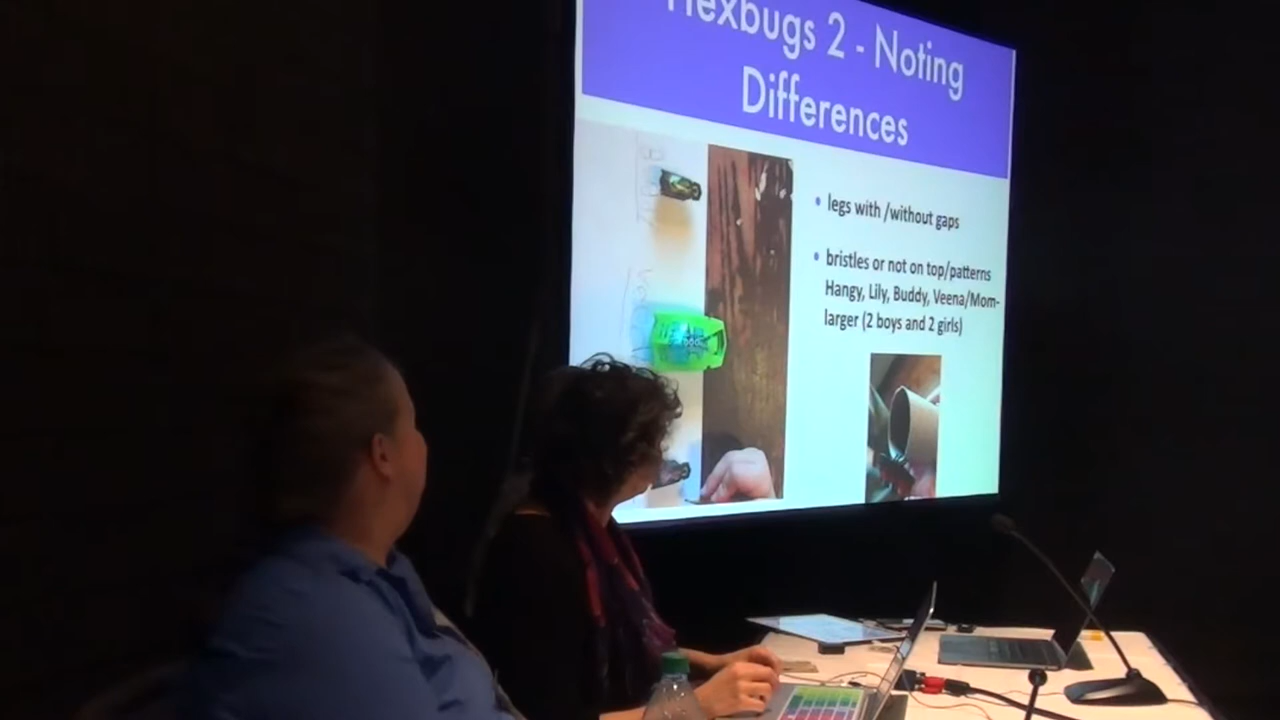 Hexbugs 2 - Noting
Differences
• legs with /without gaps
• bristles or not on top/patterns
Hangy, Lily, Buddy, Veena/Mom-
larger (2 boys and 2 girls)